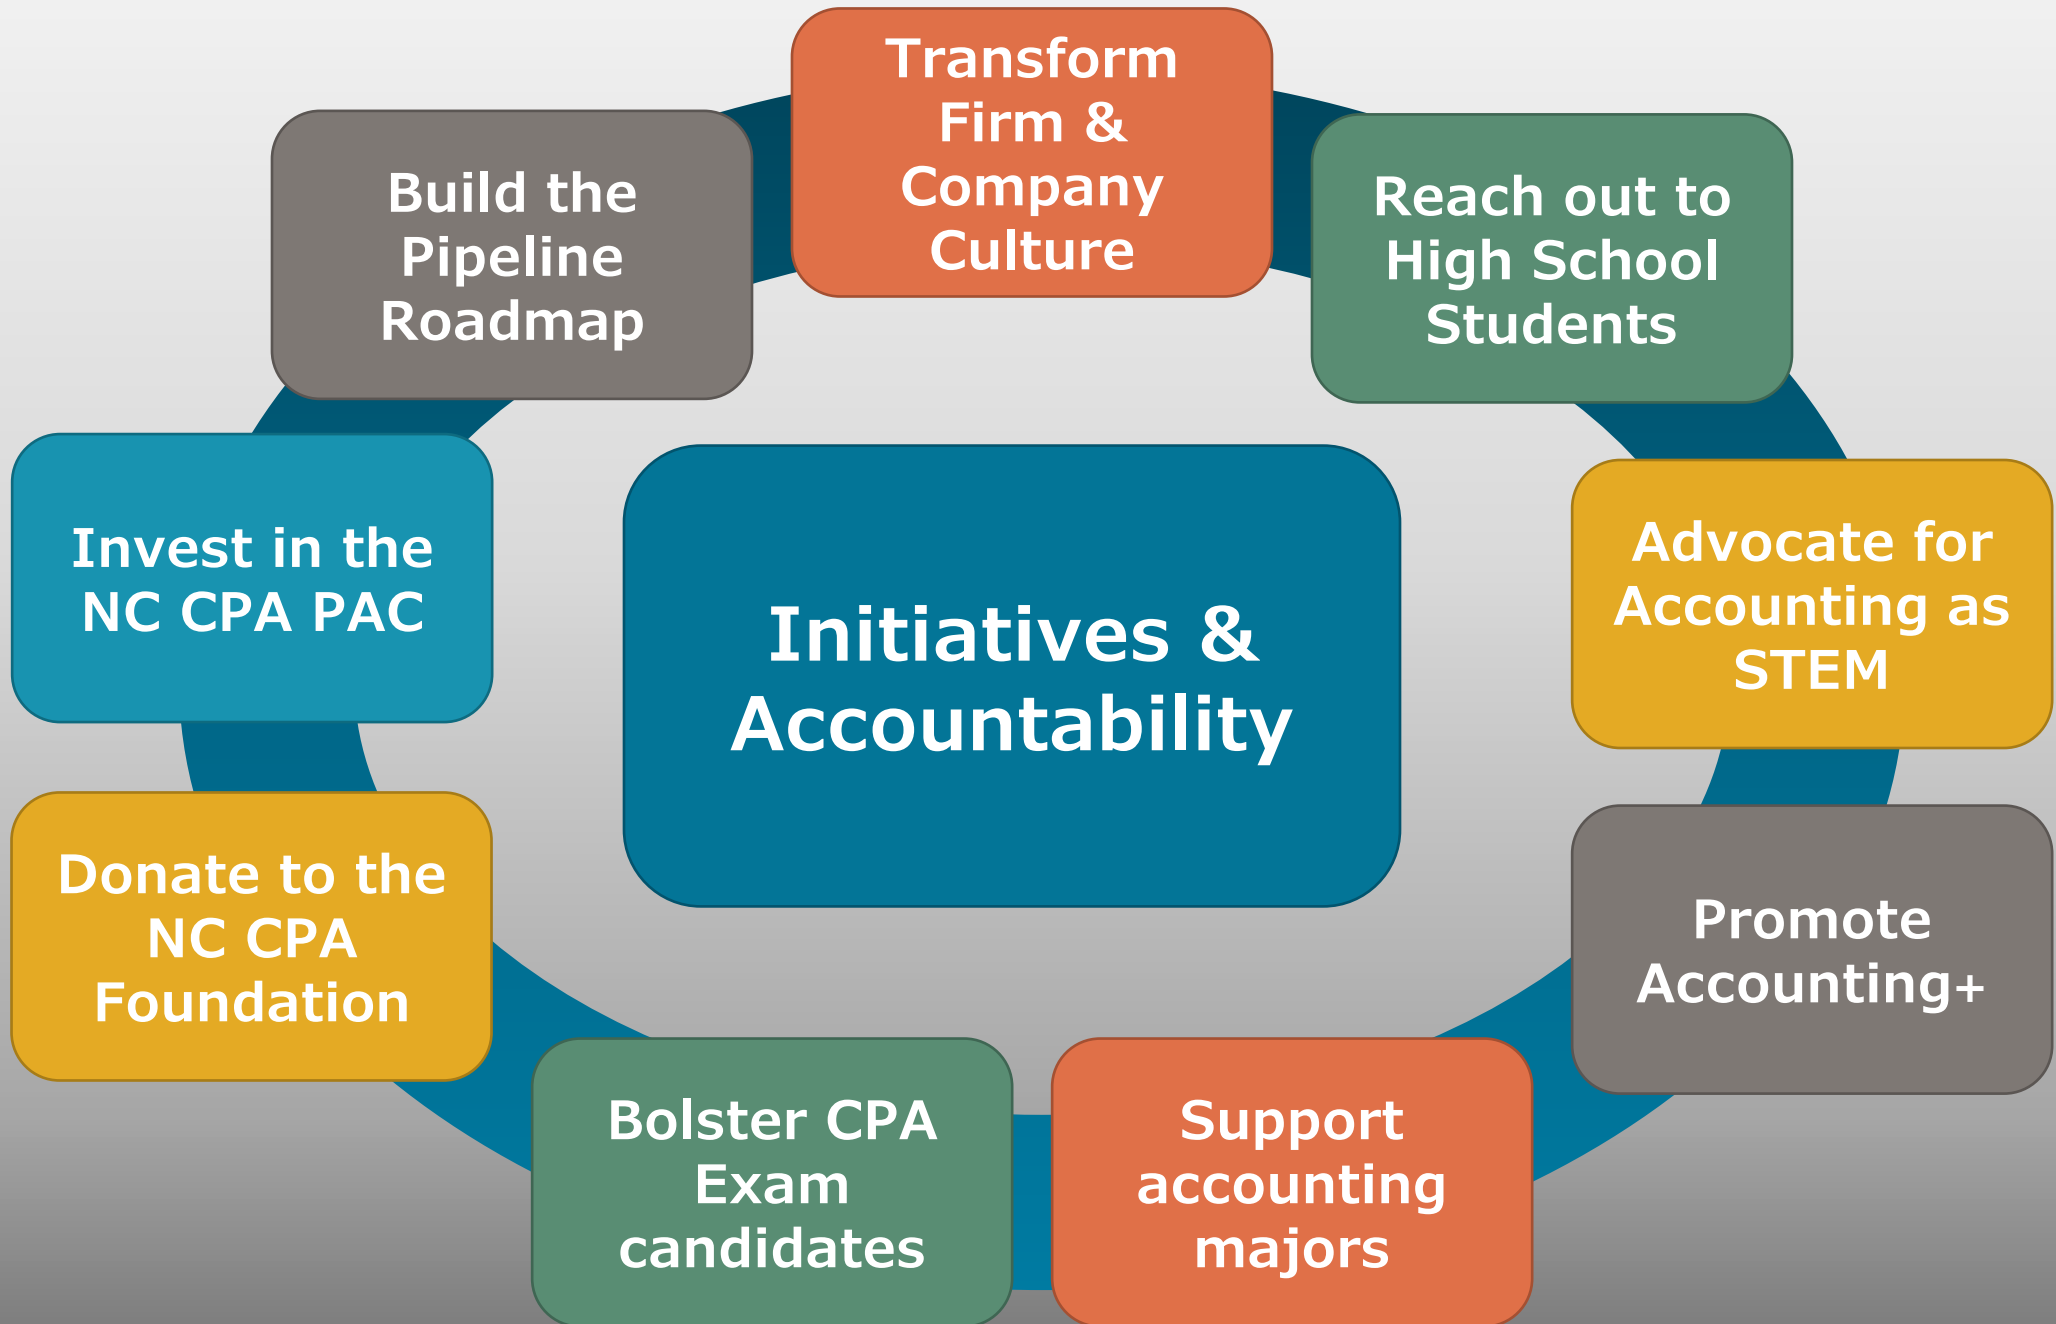 Transform
Firm &
Company
Culture
Build the
Pipeline
Roadmap
Reach out to
High School
Students
Invest in the
NC CPA PAC
Initiatives &
Accountability
Advocate for
Accounting as
STEM
Donate to the
NC CPA
Foundation
Promote
Accounting+
Bolster CPA
Exam
candidates
Support
accounting
majors